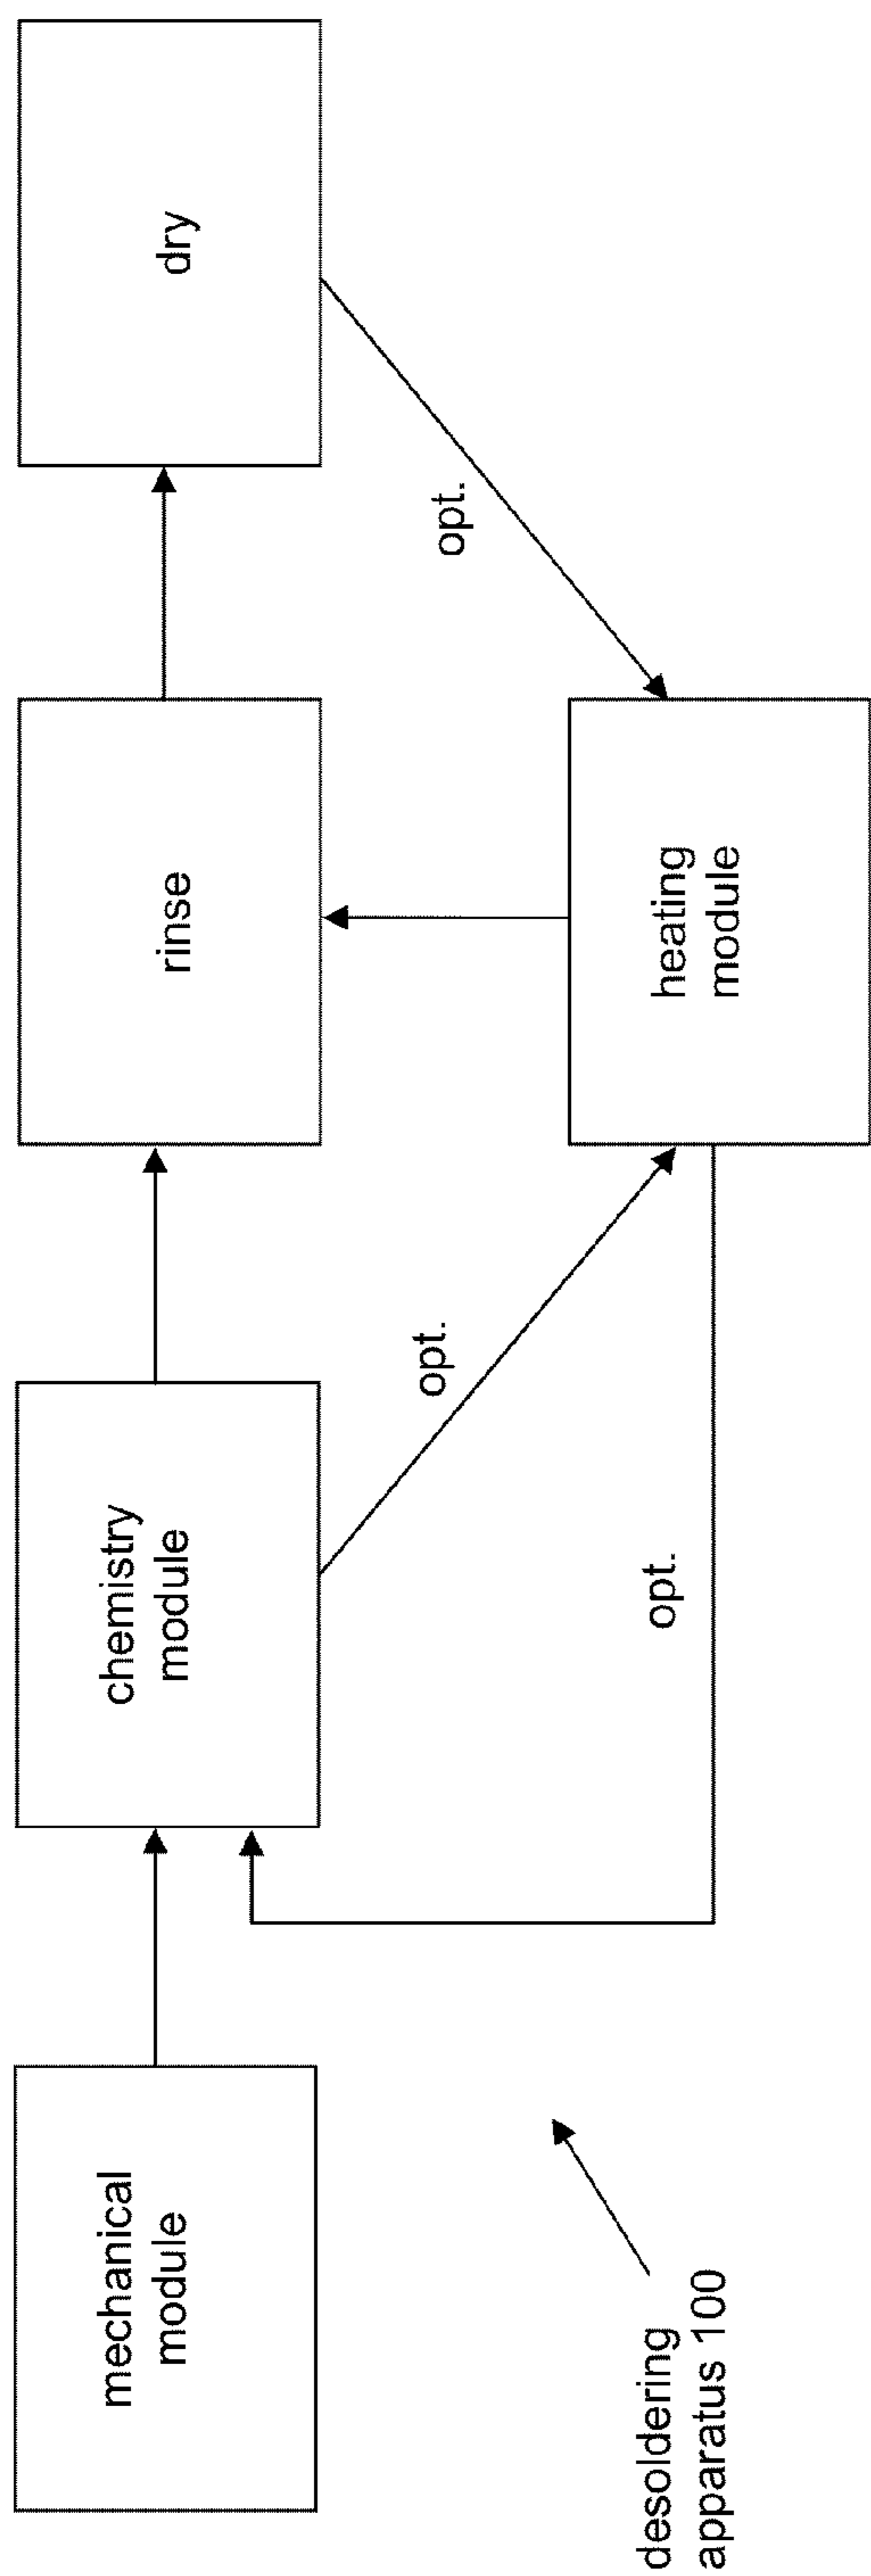 mechanical
module
chemistry
module
rinse
dry
opt.
opt.
opt.
heating
module
desoldering
apparatus 100